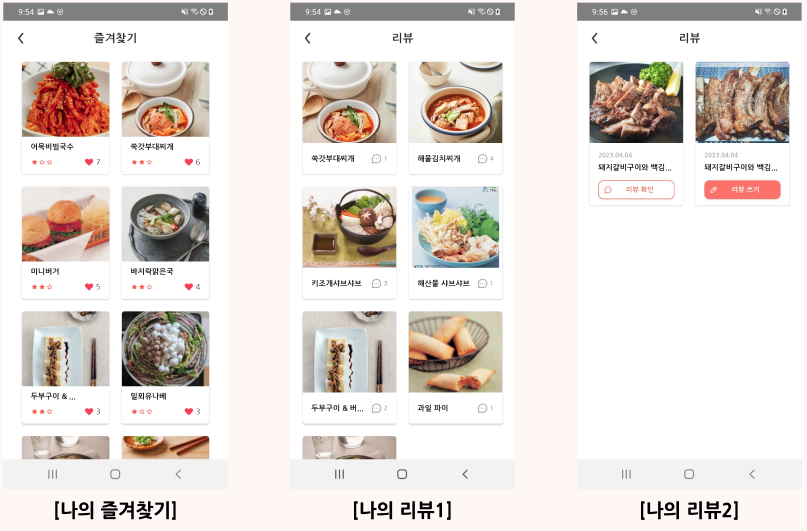 9:54
즐겨찾기
어묵비빔국수
7
쑥갓부대찌개
6
미니버거
5
바지락맑은국
4
두부구이 & ...
3
밀푀유나베
3
[나의 즐겨찾기]
9:54
리뷰
쑥갓부대찌개
1
해물김치찌개
4
키조개샤브샤브
3
해산물 샤브샤브
1
두부구이 & 버...
2
과일 파이
1
[나의 리뷰1]
9:56
리뷰
2023.04.04
돼지갈비구이와 백김...
리뷰 확인
2023.04.04
돼지갈비구이와 백김...
리뷰 쓰기
[나의 리뷰2]